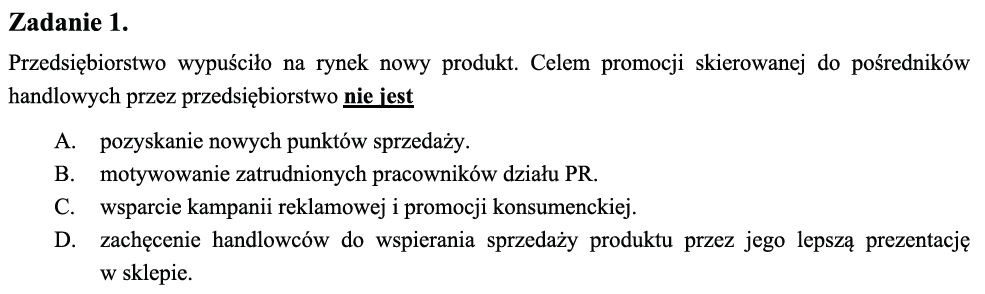 Zadanie 1.
Przedsiębiorstwo wypuściło na rynek nowy produkt. Celem promocji skierowanej do pośredników
handlowych przez przedsiębiorstwo nie jest
A. pozyskanie nowych punktów sprzedaży.
B. motywowanie zatrudnionych pracowników działu PR.
C. wsparcie kampanii reklamowej i promocji konsumenckiej.
D. zachęcenie handlowców do wspierania sprzedaży produktu przez jego lepszą prezentację
w sklepie.